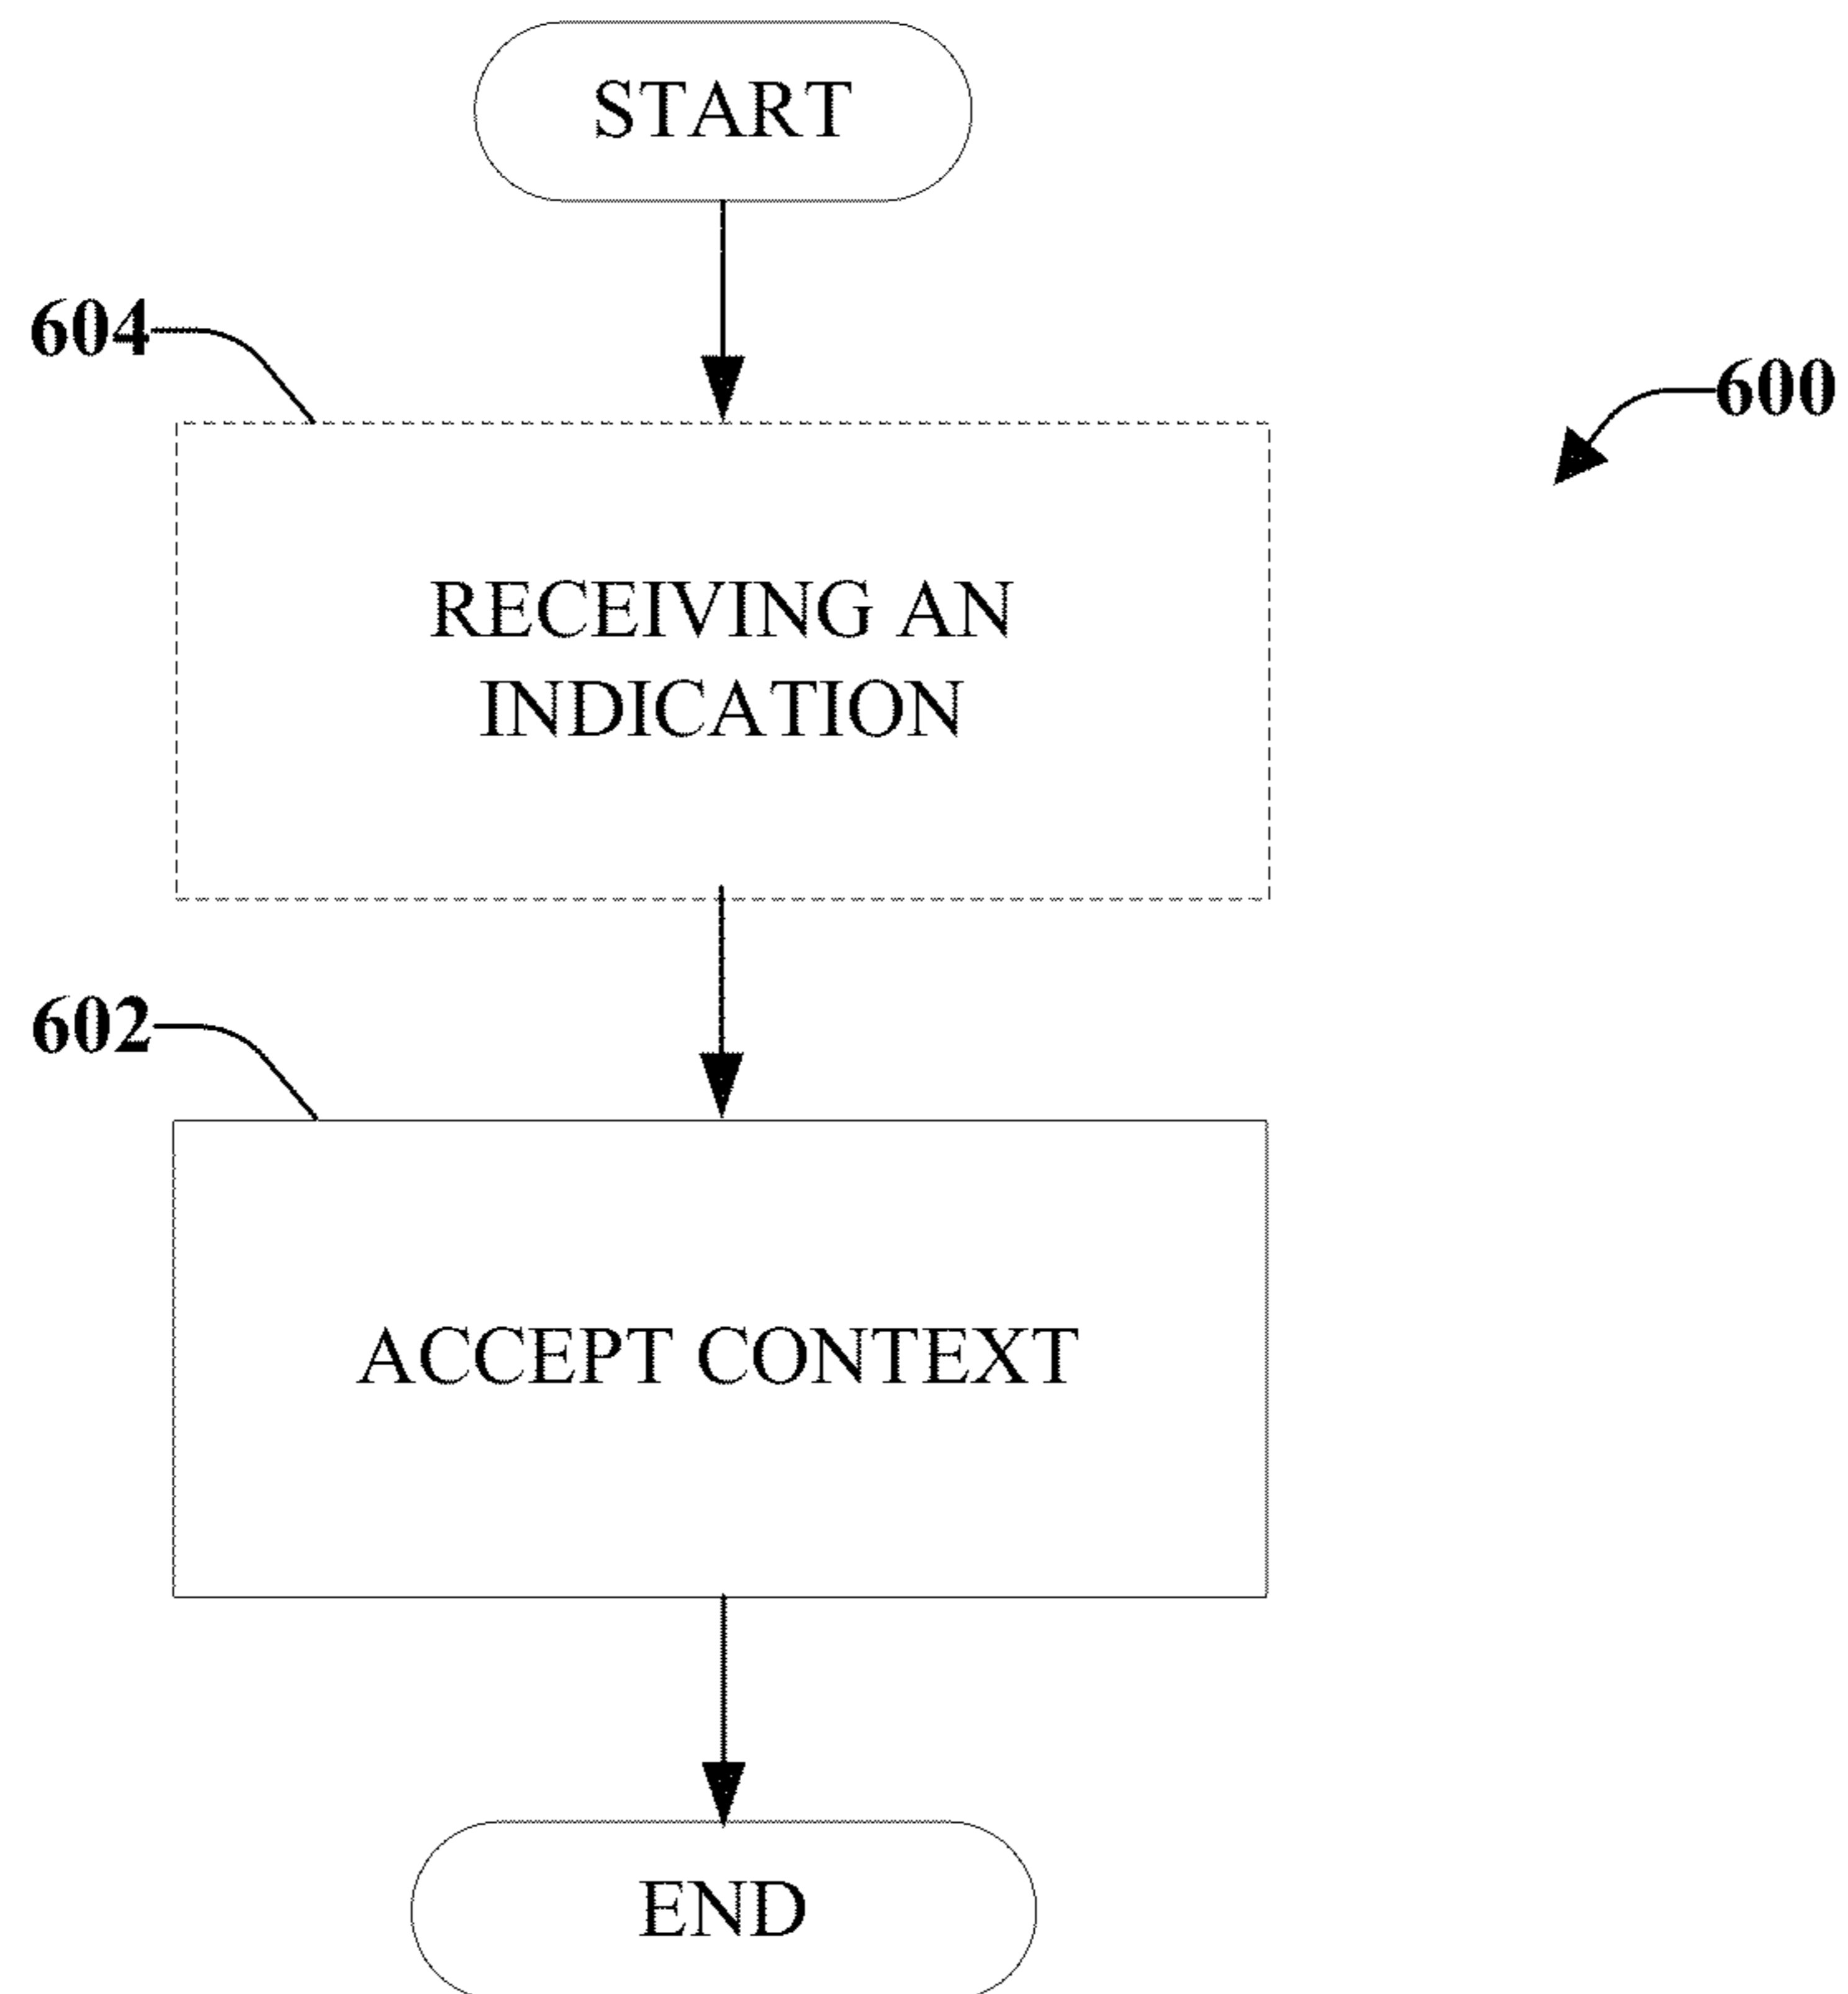 START
604
600
RECEIVING AN
INDICATION
602
ACCEPT CONTEXT
END